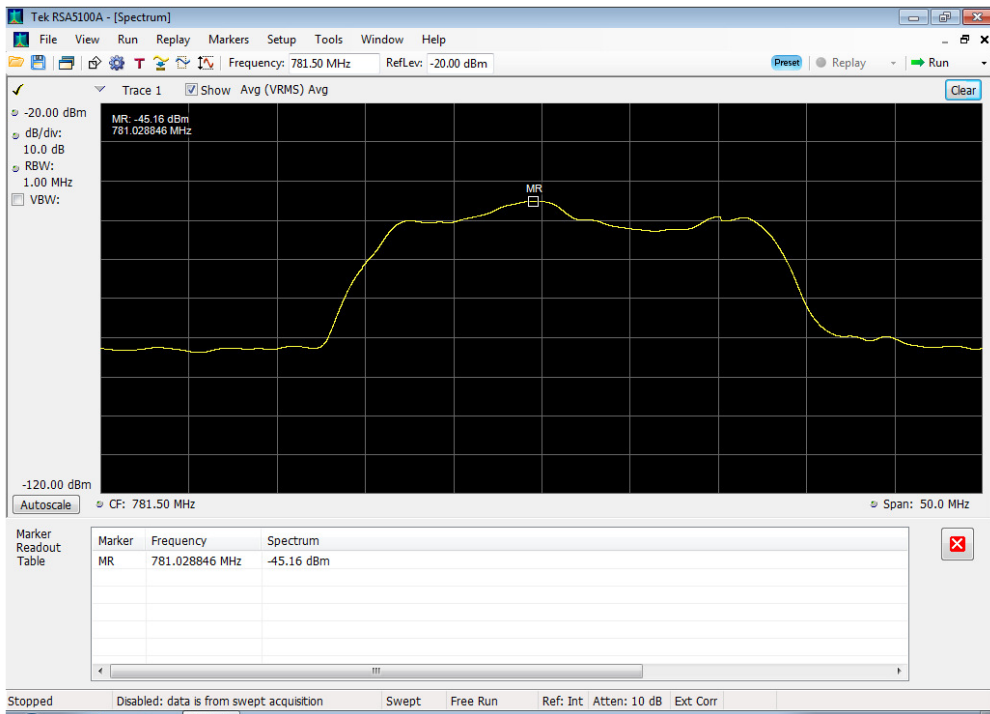 Tek RSA5100A - [Spectrum]
File View Run Replay Markers Setup Tools Window Help
T Frequency: 781.50 MHz RefLev: -20.00 dBm Preset Replay Run
Trace 1 Show Avg (VRMS) Avg Clear
-20.00 dBm
dB/div:
10.0 dB
RBW:
1.00 MHz
VBW:
MR: -45.16 dBm
781.028846 MHz
MR
-120.00 dBm
Autoscale CF: 781.50 MHz Span: 50.0 MHz
Marker
Readout
Table
Marker Frequency Spectrum
MR 781.028846 MHz -45.16 dBm
Stopped Disabled: data is from swept acquisition Swept Free Run Ref: Int Atten: 10 dB Ext Corr